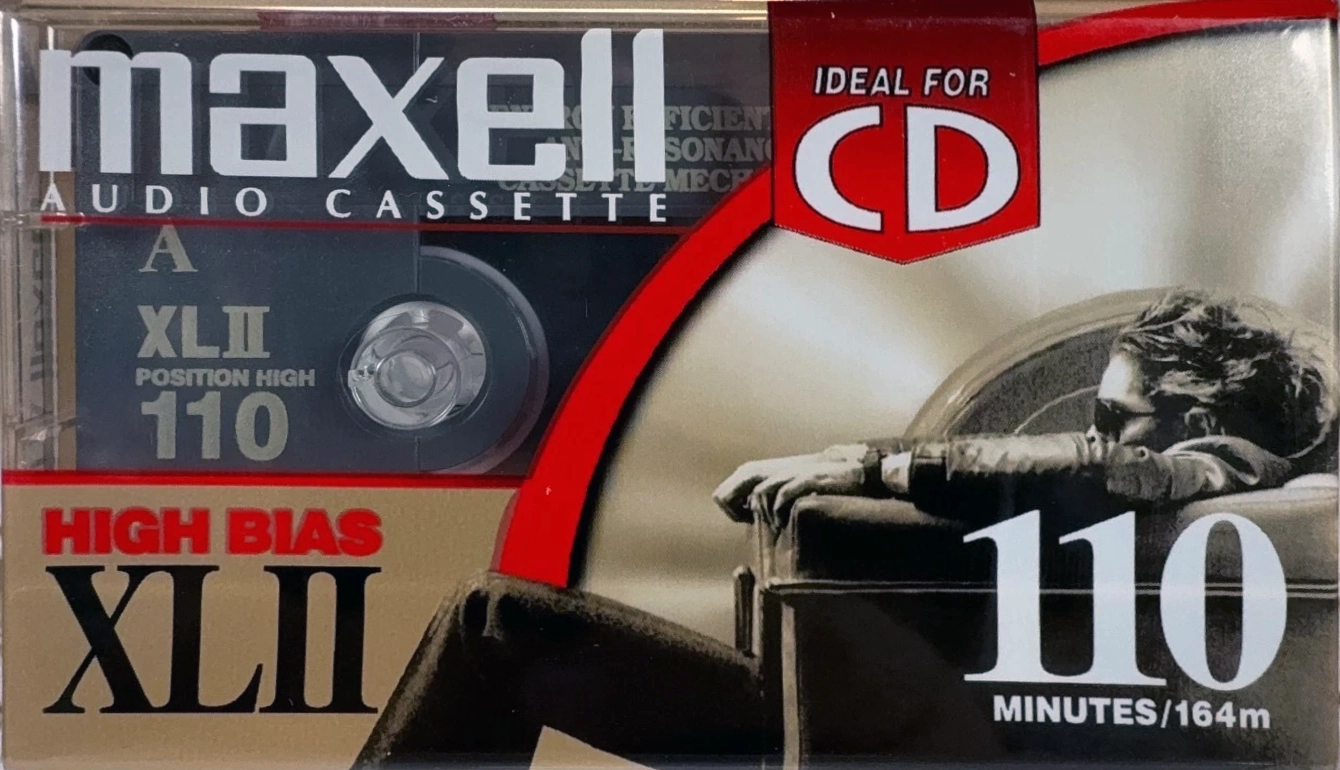 maxell
AUDIO CASSETTE
IDEAL FOR
CD
A
XLII
POSITION HIGH
110
HIGH BIAS
XLII
110
MINUTES/164m